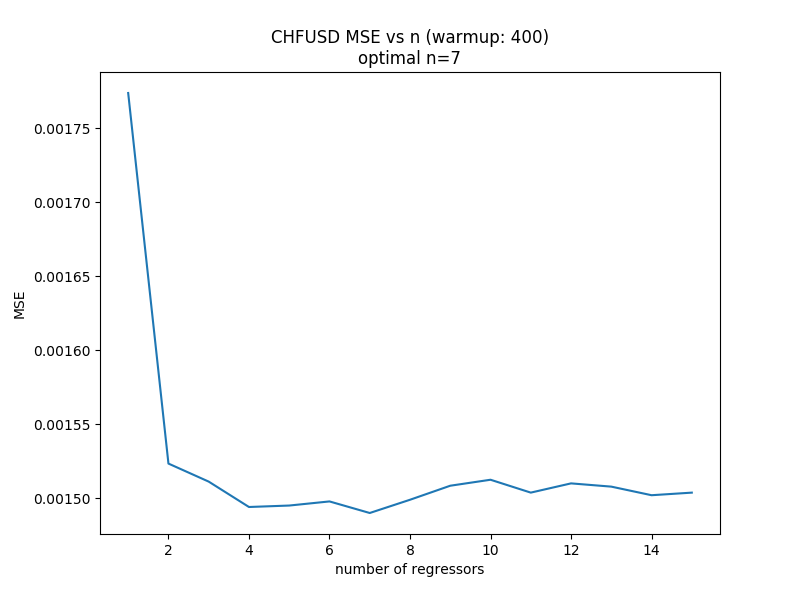 CHFUSD MSE vs n (warmup: 400)
optimal n=7
0.00175
0.00170
0.00165
0.00160
0.00155
0.00150
MSE
2 4 6 8 10 12 14
number of regressors